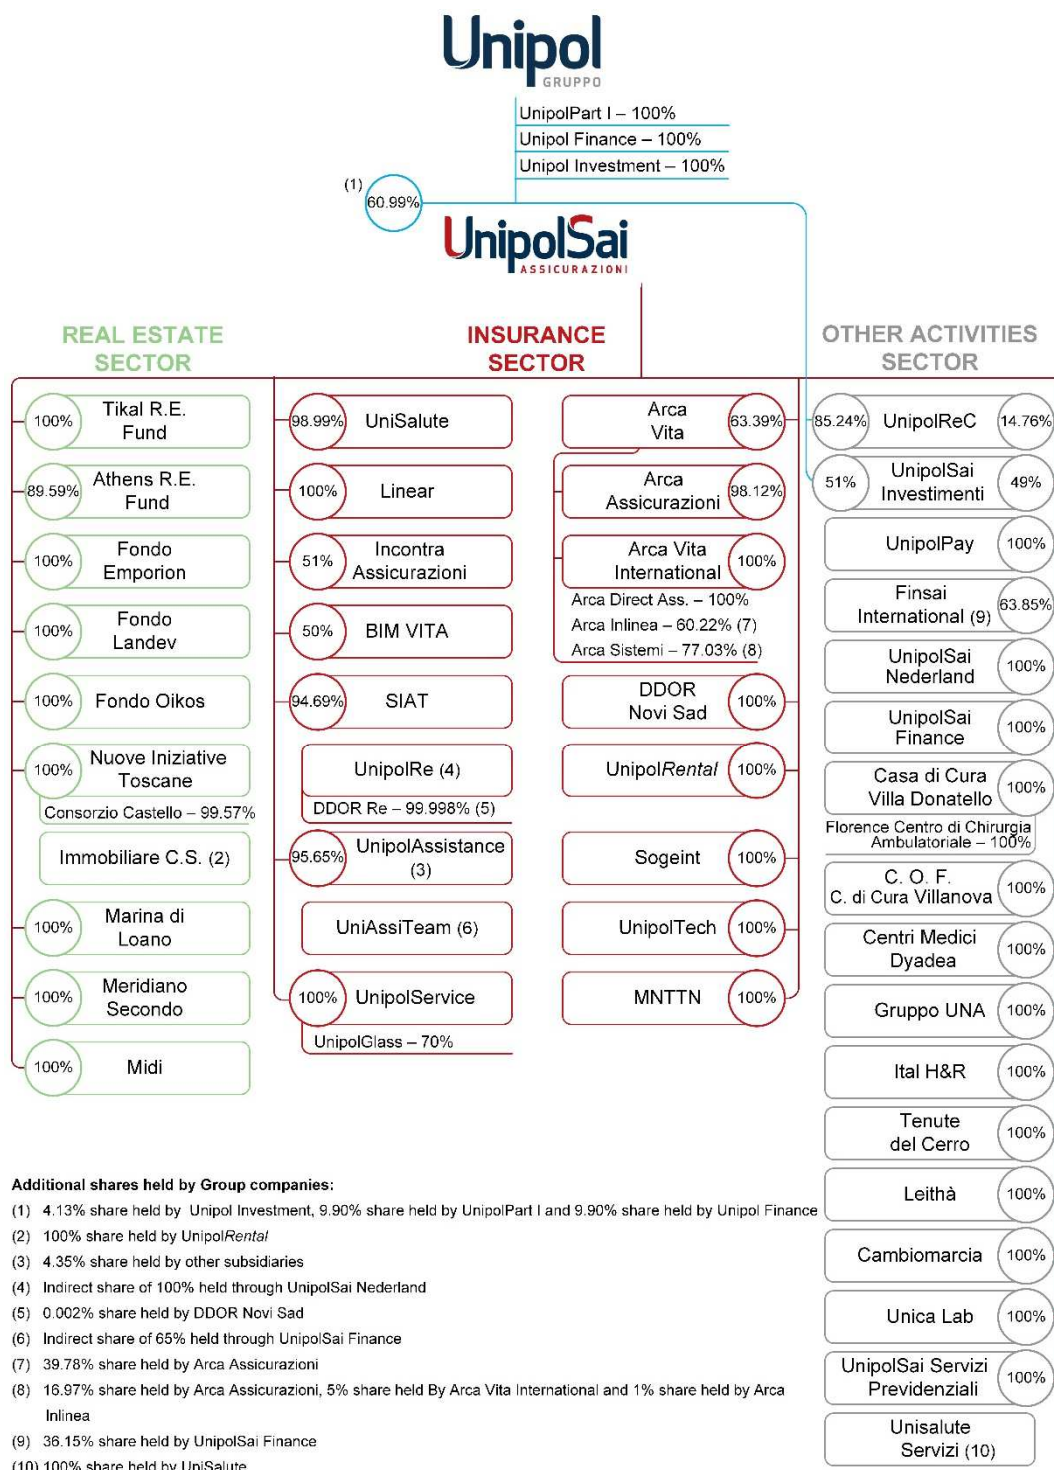 Unipol
GRUPPO
UnipolPart I – 100%
Unipol Finance – 100%
Unipol Investment – 100%
(1)
60.99%
UnipolSai
ASSICURAZIONI
REAL ESTATE
SECTOR
100%
Tikal R.E.
Fund
89.59%
Athens R.E.
Fund
100%
Fondo
Emporion
100%
Fondo
Landev
100%
Fondo Oikos
100%
Nuove Iniziative
Toscane
Consorzio Castello – 99.57%
Immobiliare C.S. (2)
100%
Marina di
Loano
100%
Meridiano
Secondo
100%
Midi
INSURANCE
SECTOR
98.99%
UniSalute
100%
Linear
51%
Incontra
Assicurazioni
50%
BIM VITA
94.69%
SIAT
UnipolRe (4)
DDOR Re – 99.998% (5)
95.65%
UnipolAssistance
(3)
UniAssiTeam (6)
100%
UnipolService
UnipolGlass – 70%
Arca
Vita
63.39%
Arca
Assicurazioni
98.12%
Arca Vita
International
100%
Arca Direct Ass. – 100%
Arca Inlinea – 60.22% (7)
Arca Sistemi – 77.03% (8)
DDOR
Novi Sad
100%
UnipolRental
100%
Sogeint
100%
UnipolTech
100%
MNTTN
100%
OTHER ACTIVITIES
SECTOR
85.24%
UnipolReC
14.76%
51%
UnipolSai
Investimenti
49%
UnipolPay
100%
Finsai
International (9)
63.85%
UnipolSai
Nederland
100%
UnipolSai
Finance
100%
Casa di Cura
Villa Donatello
100%
Florence Centro di Chirurgia
Ambulatoriale – 100%
C. O. F.
C. di Cura Villanova
100%
Centri Medici
Dyadea
100%
Gruppo UNA
100%
Ital H&R
100%
Tenute
del Cerro
100%
Leithà
100%
Cambiomarcia
100%
Unica Lab
100%
UnipolSai Servizi
Previdenziali
100%
Unisalute
Servizi (10)
Additional shares held by Group companies:
(1) 4.13% share held by Unipol Investment, 9.90% share held by UnipolPart I and 9.90% share held by Unipol Finance
(2) 100% share held by UnipolRental
(3) 4.35% share held by other subsidiaries
(4) Indirect share of 100% held through UnipolSai Nederland
(5) 0.002% share held by DDOR Novi Sad
(6) Indirect share of 65% held through UnipolSai Finance
(7) 39.78% share held by Arca Assicurazioni
(8) 16.97% share held by Arca Assicurazioni, 5% share held By Arca Vita International and 1% share held by Arca
Inlinea
(9) 36.15% share held by UnipolSai Finance
(10) 100% share held by UniSalute